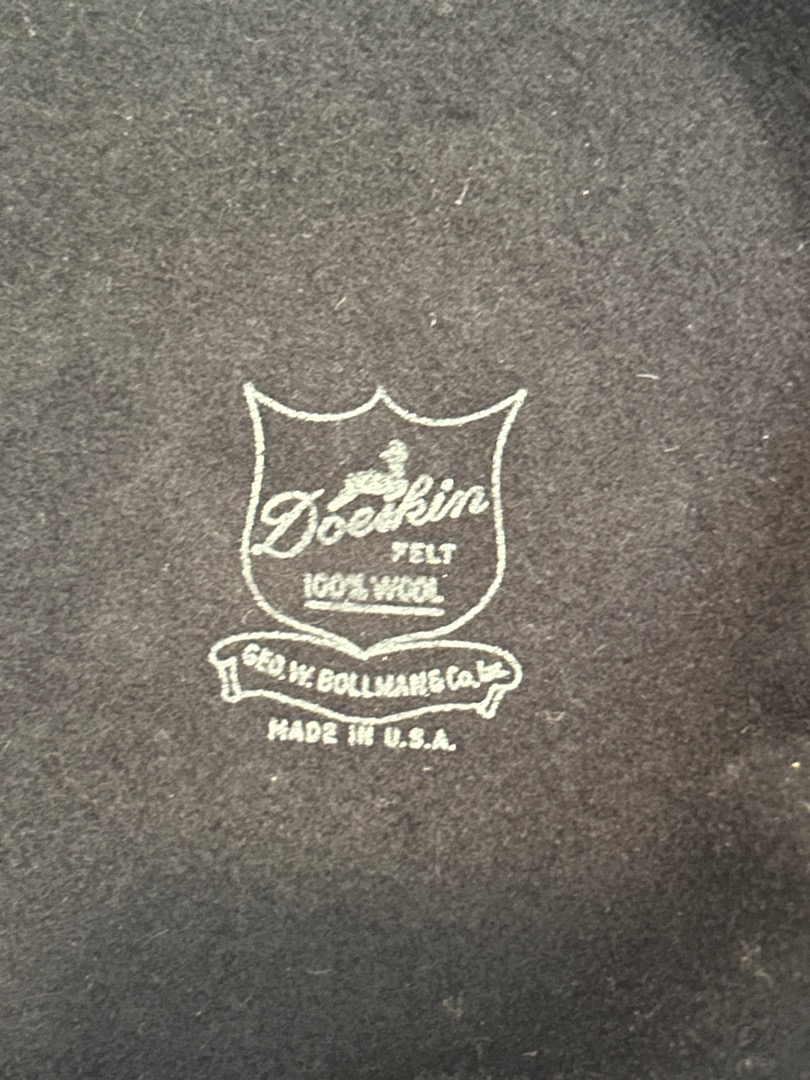 Doeskin
FELT
100% WOOL
GEO. W. BOLLMAN & Co., Inc.
MADE IN U.S.A.